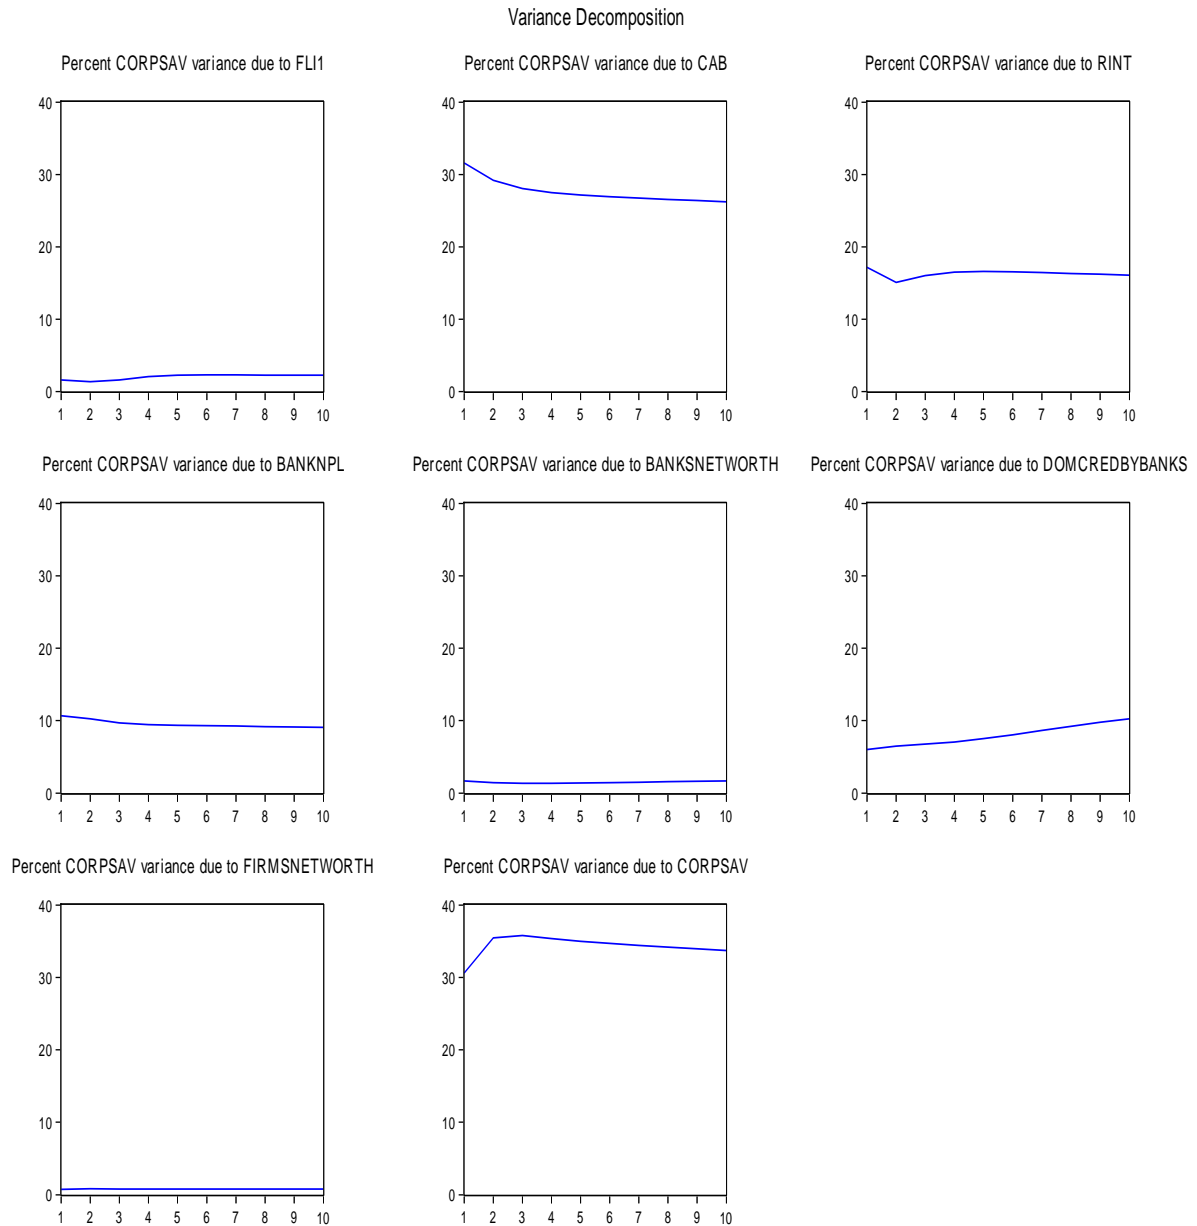 Variance Decomposition
Percent CORPSAV variance due to FLI1
40
30
20
10
0
1 2 3 4 5 6 7 8 9 10
Percent CORPSAV variance due to CAB
40
30
20
10
0
1 2 3 4 5 6 7 8 9 10
Percent CORPSAV variance due to RINT
40
30
20
10
0
1 2 3 4 5 6 7 8 9 10
Percent CORPSAV variance due to BANKNPL
40
30
20
10
0
1 2 3 4 5 6 7 8 9 10
Percent CORPSAV variance due to BANKSNETWORTH
40
30
20
10
0
1 2 3 4 5 6 7 8 9 10
Percent CORPSAV variance due to DOMCREDBYBANKS
40
30
20
10
0
1 2 3 4 5 6 7 8 9 10
Percent CORPSAV variance due to FIRMSNETWORTH
40
30
20
10
0
1 2 3 4 5 6 7 8 9 10
Percent CORPSAV variance due to CORPSAV
40
30
20
10
0
1 2 3 4 5 6 7 8 9 10